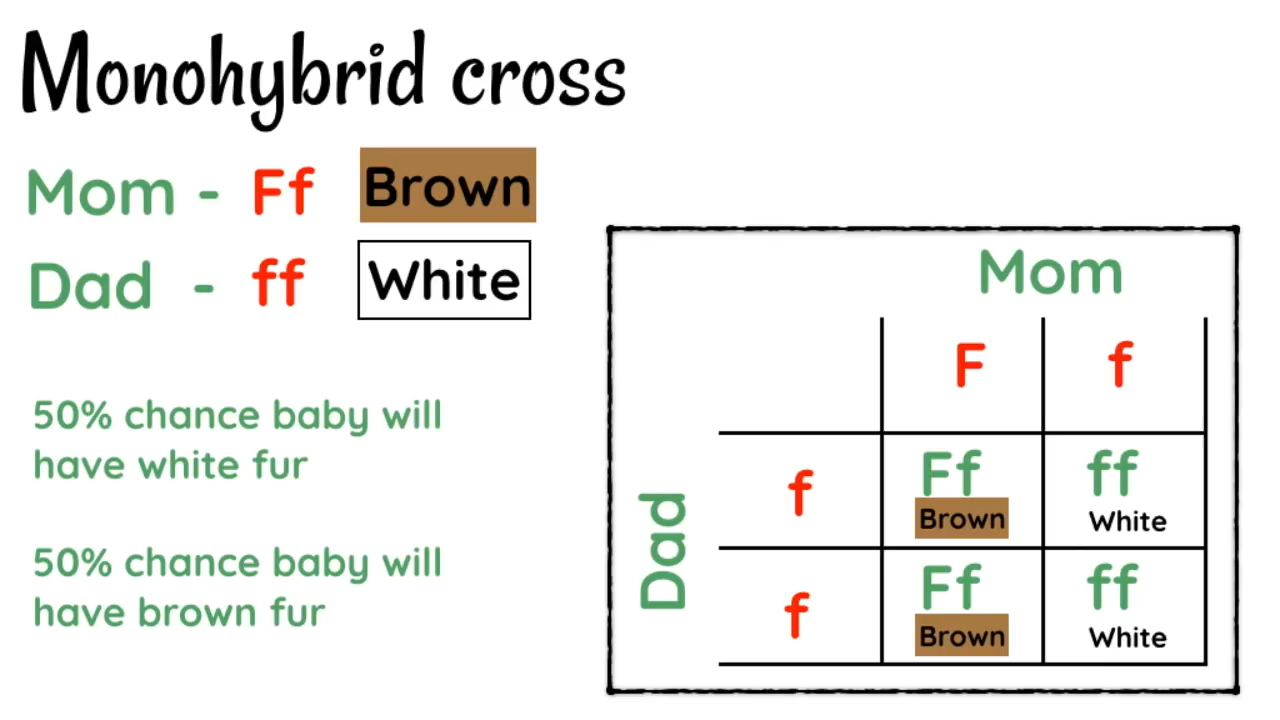 Monohybrid cross
Mom - Ff Brown
Dad - ff White
50% chance baby will
have white fur
50% chance baby will
have brown fur
Mom
F f
Dad
f Ff ff
Brown White
f Ff ff
Brown White